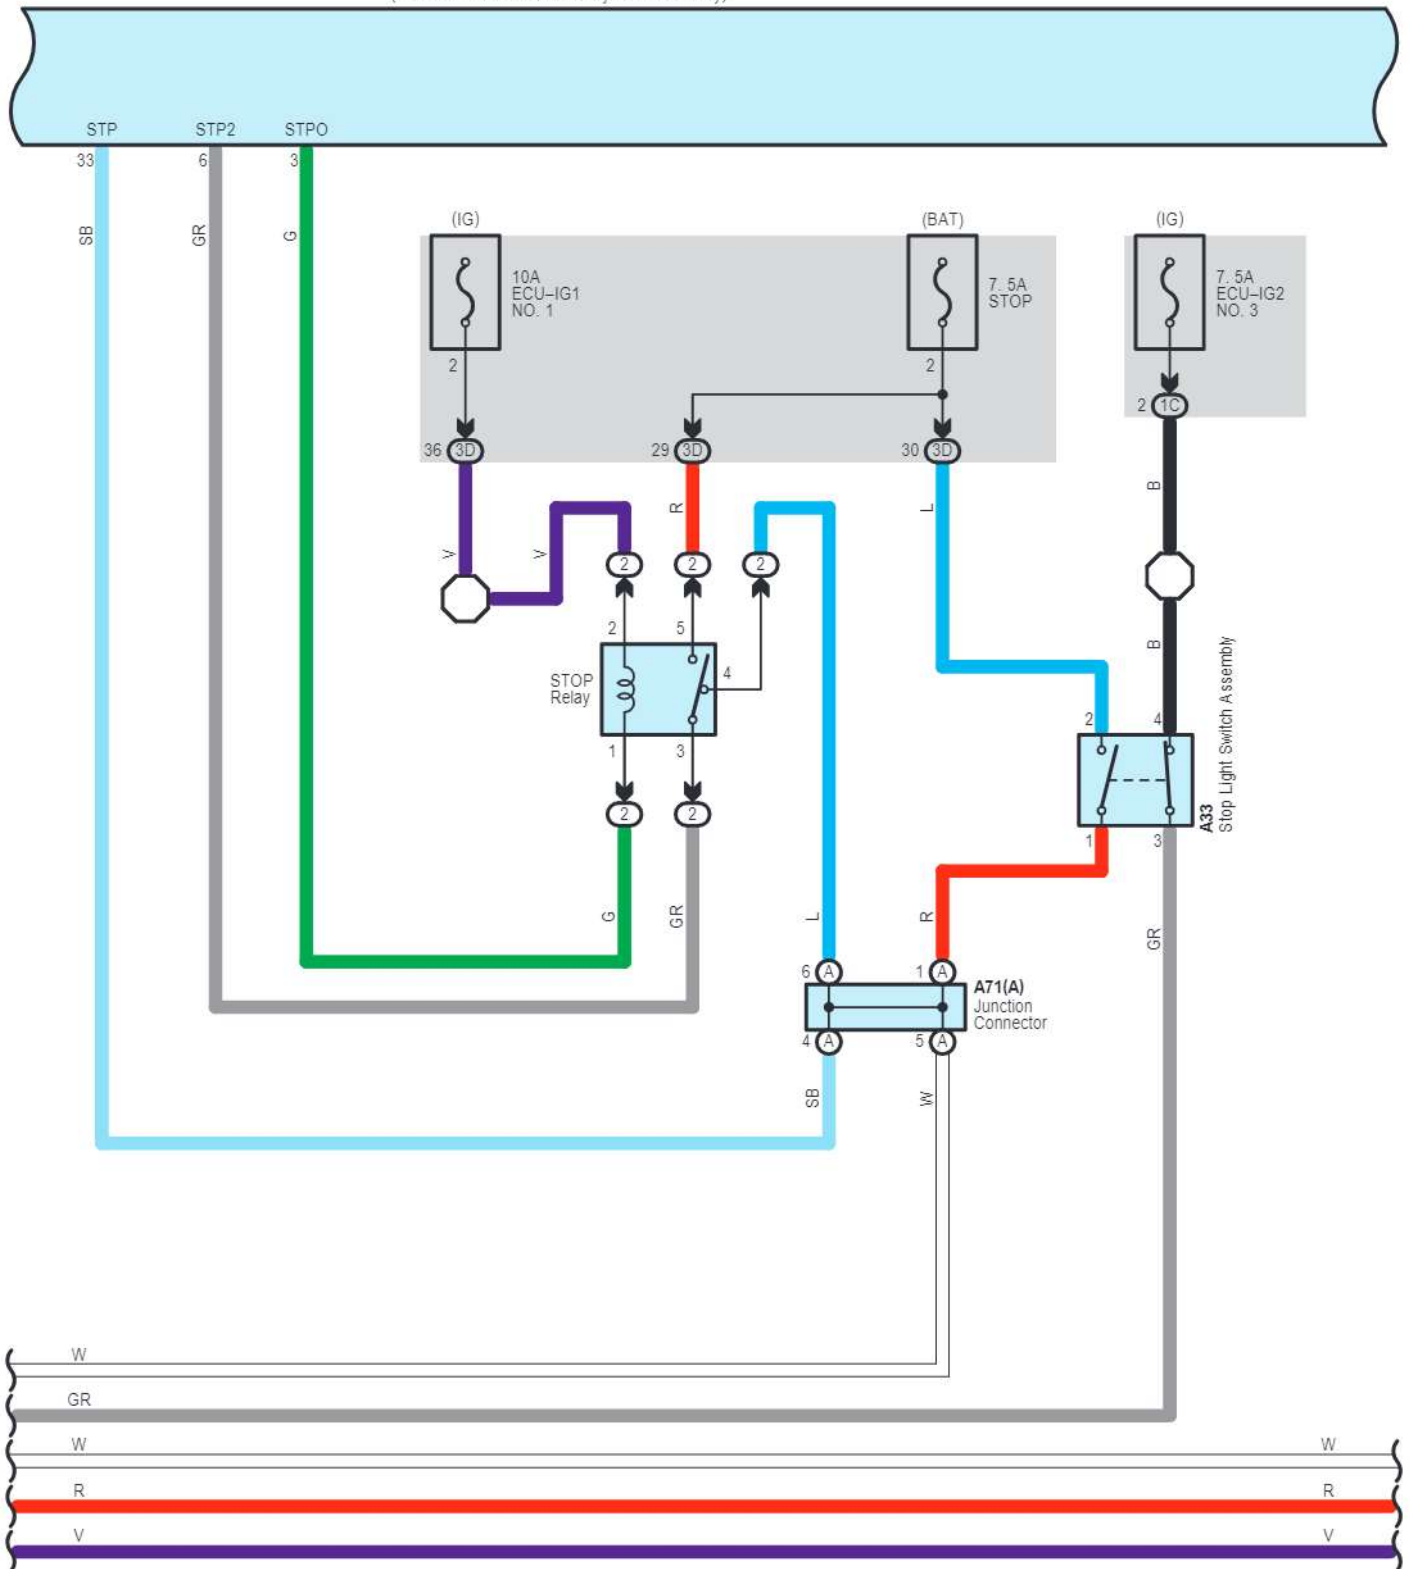 STP STP2 STPO
33 6 3
SB GR G
(IG) (BAT) (IG)
10A
ECU–IG1
NO. 1
7. 5A
STOP
7. 5A
ECU–IG2
NO. 3
2 2
2 1C
36 3D 29 3D 30 3D
V V R L B
2 2 2
2 5
4
STOP
Relay
1 3
2 2
B
2 4
A33
Stop Light Switch Assembly
1 3
G GR L R GR
6 A 1 A
A71(A)
Junction
Connector
4 A 5 A
SB W
W
GR
W W
R R
V V